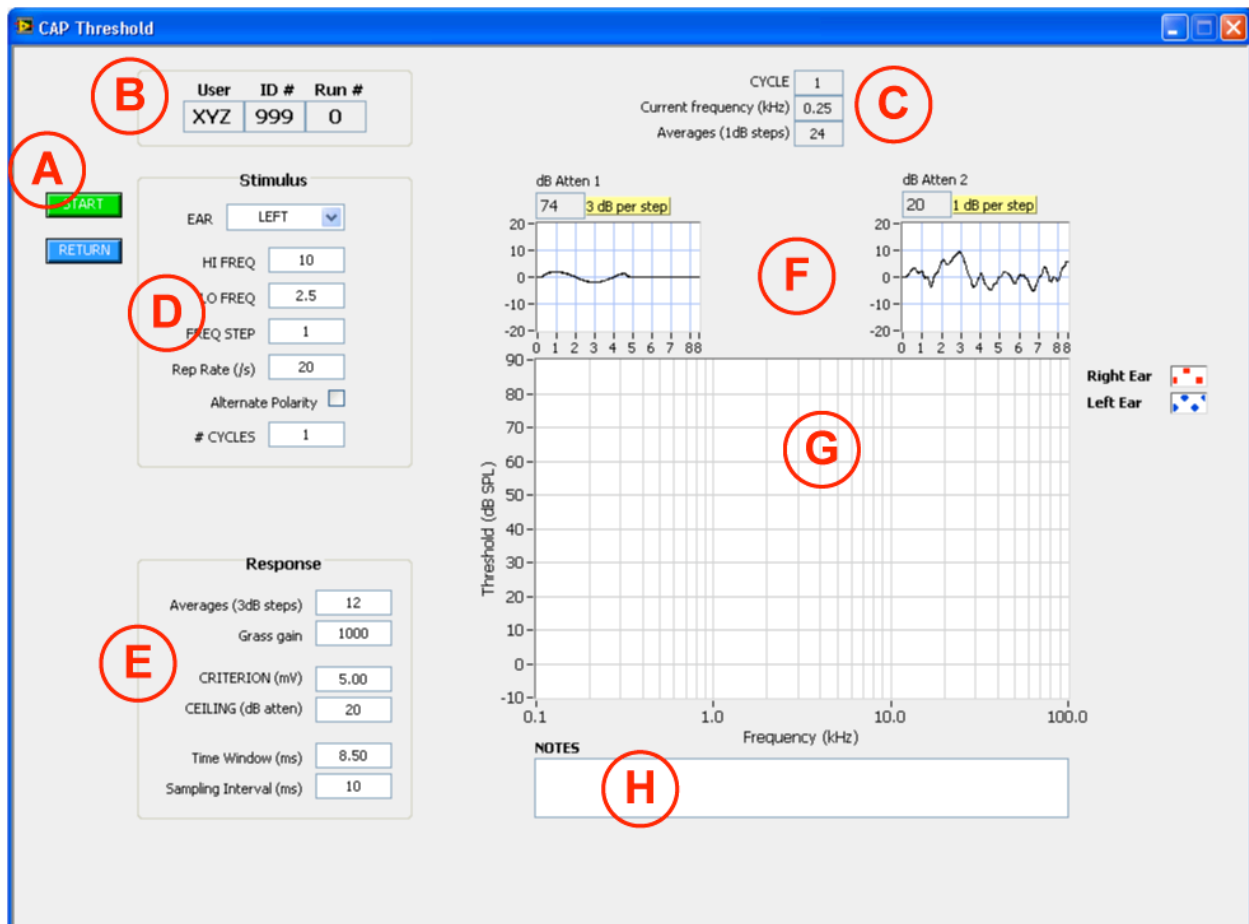 CAP Threshold
B
User ID # Run #
XYZ 999 0
CYCLE 1
Current frequency (kHz) 0.25
Averages (1dB steps) 24
C
A
START
RETURN
Stimulus
EAR LEFT
HI FREQ 10
LO FREQ 2.5
D
FREQ STEP 1
Rep Rate (/s) 20
Alternate Polarity
# CYCLES 1
dB Atten 1
74 3 dB per step
20
10
0
-10
-20
0 1 2 3 4 5 6 7 8 8
F
dB Atten 2
20 1 dB per step
20
10
0
-10
-20
0 1 2 3 4 5 6 7 8 8
Right Ear
Left Ear
G
90
80
70
60
50
40
30
20
10
0
-10
Threshold (dB SPL)
0.1 1.0 10.0 100.0
Frequency (kHz)
Response
Averages (3dB steps) 12
Grass gain 1000
E
CRITERION (mV) 5.00
CEILING (dB atten) 20
Time Window (ms) 8.50
Sampling Interval (ms) 10
NOTES
H